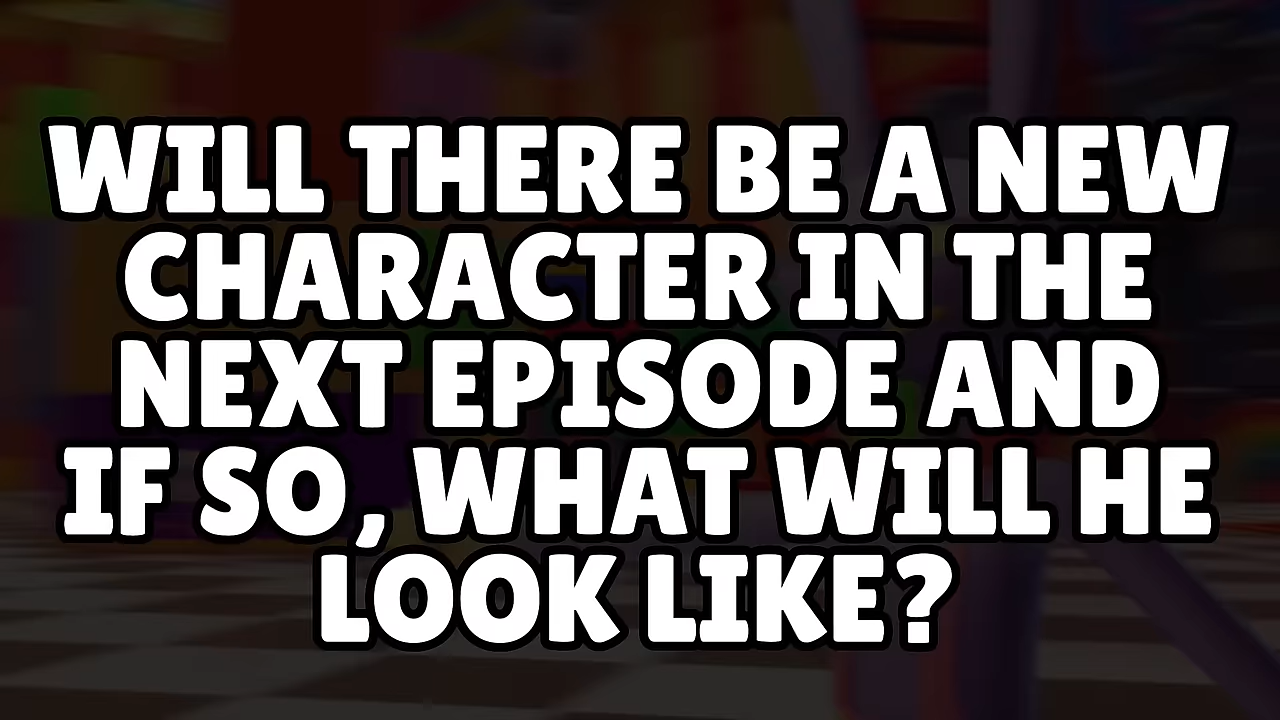 WILL THERE BE A NEW
CHARACTER IN THE
NEXT EPISODE AND
IF SO, WHAT WILL HE
LOOK LIKE?